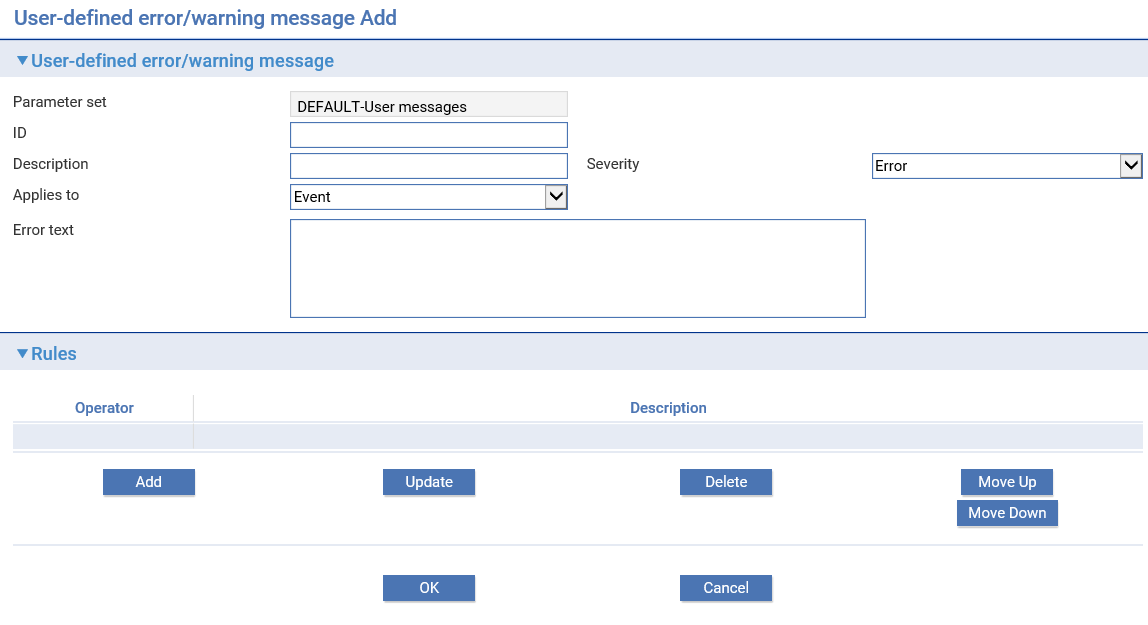 User-defined error/warning message Add
User-defined error/warning message
Parameter set DEFAULT-User messages
ID
Description Severity Error
Applies to Event
Error text
Rules
Operator Description
Add Update Delete Move Up
Move Down
OK Cancel